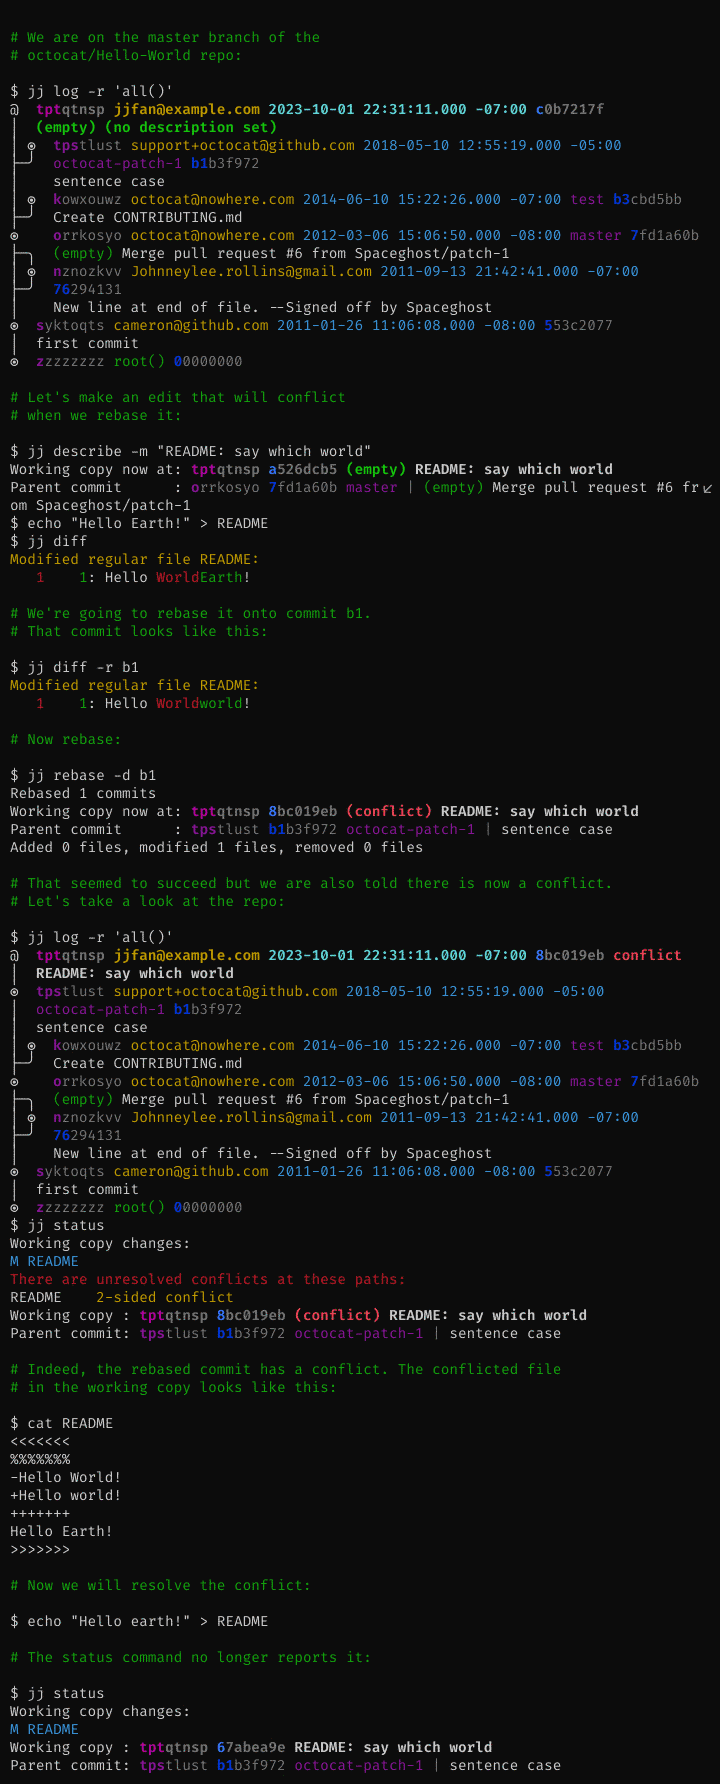 # We are on the master branch of the
# octocat/Hello-World repo:
$ jj log -r 'all()'
@ tptqtnsp jjfan@example.com 2023-10-01 22:31:11.000 -07:00 c0b7217f
(empty) (no description set)
tpstlust support+octocat@github.com 2018-05-10 12:55:19.000 -05:00
octocat-patch-1 b1b3f972
sentence case
kowxouwz octocat@nowhere.com 2014-06-10 15:22:26.000 -07:00 test b3cbd5bb
Create CONTRIBUTING.md
orrkosyo octocat@nowhere.com 2012-03-06 15:06:50.000 -08:00 master 7fd1a60b
(empty) Merge pull request #6 from Spaceghost/patch-1
nznozkvv Johnneylee.rollins@gmail.com 2011-09-13 21:42:41.000 -07:00
76294131
New line at end of file. --Signed off by Spaceghost
syktoqts cameron@github.com 2011-01-26 11:06:08.000 -08:00 553c2077
first commit
zzzzzzzz root() 00000000
# Let's make an edit that will conflict
# when we rebase it:
$ jj describe -m "README: say which world"
Working copy now at: tptqtnsp a526dcb5 (empty) README: say which world
Parent commit      : orrkosyo 7fd1a60b master | (empty) Merge pull request #6 fr↙
om Spaceghost/patch-1
$ echo "Hello Earth!" > README
$ jj diff
Modified regular file README:
1    1: Hello WorldEarth!
# We're going to rebase it onto commit b1.
# That commit looks like this:
$ jj diff -r b1
Modified regular file README:
1    1: Hello Worldworld!
# Now rebase:
$ jj rebase -d b1
Rebased 1 commits
Working copy now at: tptqtnsp 8bc019eb (conflict) README: say which world
Parent commit      : tpstlust b1b3f972 octocat-patch-1 | sentence case
Added 0 files, modified 1 files, removed 0 files
# That seemed to succeed but we are also told there is now a conflict.
# Let's take a look at the repo:
$ jj log -r 'all()'
@ tptqtnsp jjfan@example.com 2023-10-01 22:31:11.000 -07:00 8bc019eb conflict
README: say which world
tpstlust support+octocat@github.com 2018-05-10 12:55:19.000 -05:00
octocat-patch-1 b1b3f972
sentence case
kowxouwz octocat@nowhere.com 2014-06-10 15:22:26.000 -07:00 test b3cbd5bb
Create CONTRIBUTING.md
orrkosyo octocat@nowhere.com 2012-03-06 15:06:50.000 -08:00 master 7fd1a60b
(empty) Merge pull request #6 from Spaceghost/patch-1
nznozkvv Johnneylee.rollins@gmail.com 2011-09-13 21:42:41.000 -07:00
76294131
New line at end of file. --Signed off by Spaceghost
syktoqts cameron@github.com 2011-01-26 11:06:08.000 -08:00 553c2077
first commit
zzzzzzzz root() 00000000
$ jj status
Working copy changes:
M README
There are unresolved conflicts at these paths:
README    2-sided conflict
Working copy : tptqtnsp 8bc019eb (conflict) README: say which world
Parent commit: tpstlust b1b3f972 octocat-patch-1 | sentence case
# Indeed, the rebased commit has a conflict. The conflicted file
# in the working copy looks like this:
$ cat README
<<<<<<<
%%%%%%%
-Hello World!
+Hello world!
+++++++
Hello Earth!
>>>>>>>
# Now we will resolve the conflict:
$ echo "Hello earth!" > README
# The status command no longer reports it:
$ jj status
Working copy changes:
M README
Working copy : tptqtnsp 67abea9e README: say which world
Parent commit: tpstlust b1b3f972 octocat-patch-1 | sentence case